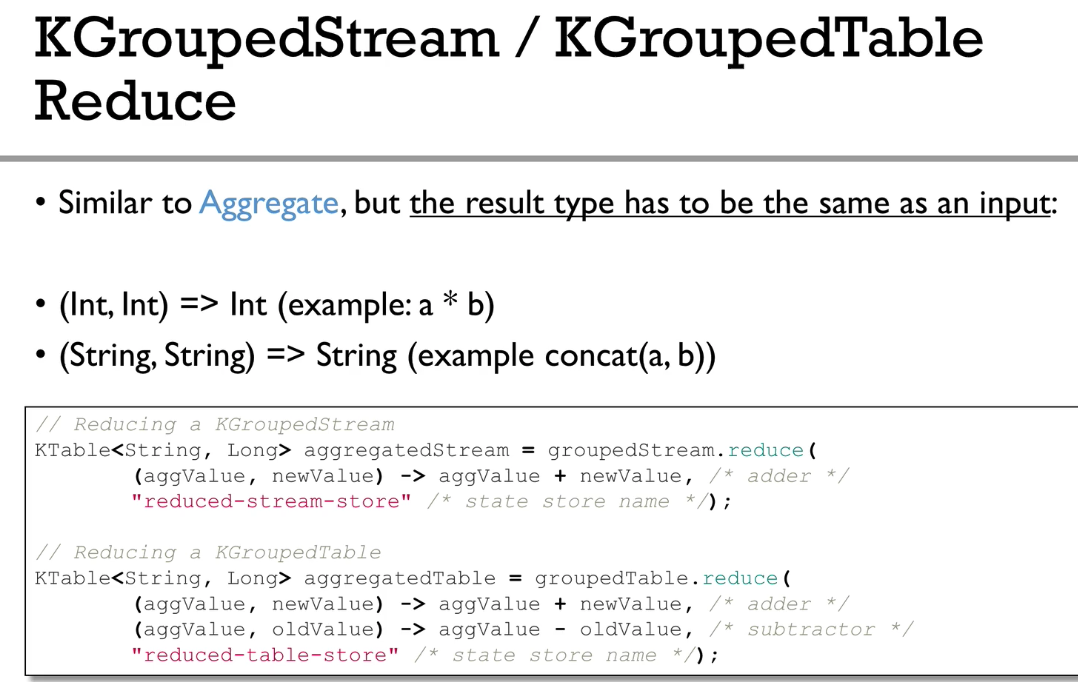 KGroupedStream / KGroupedTable
Reduce
• Similar to Aggregate, but the result type has to be the same as an input:
• (Int, Int) => Int (example: a * b)
• (String, String) => String (example concat(a, b))
// Reducing a KGroupedStream
KTable<String, Long> aggregatedStream = groupedStream.reduce(
(aggValue, newValue) -> aggValue + newValue, /* adder */
"reduced-stream-store" /* state store name */);
// Reducing a KGroupedTable
KTable<String, Long> aggregatedTable = groupedTable.reduce(
(aggValue, newValue) -> aggValue + newValue, /* adder */
(aggValue, oldValue) -> aggValue - oldValue, /* subtractor */
"reduced-table-store" /* state store name */);